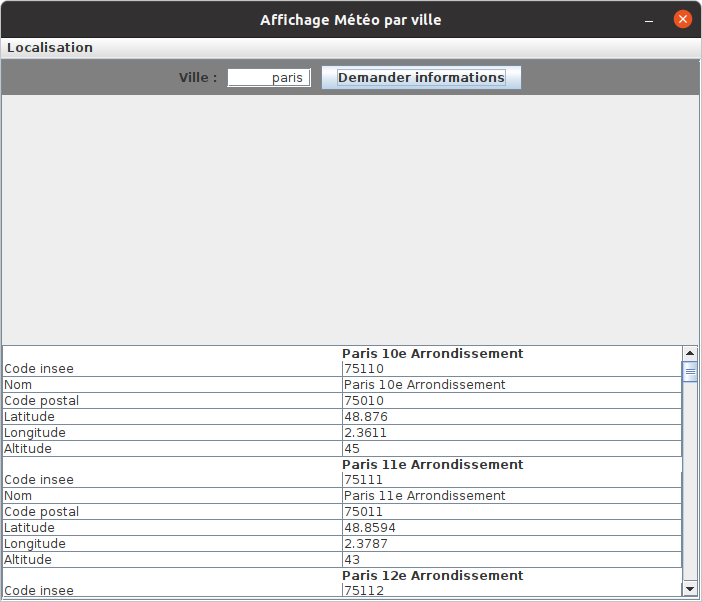 Affichage Météo par ville
Localisation
Ville : paris Demander informations
Paris 10e Arrondissement
Code insee 75110
Nom Paris 10e Arrondissement
Code postal 75010
Latitude 48.876
Longitude 2.3611
Altitude 45
Paris 11e Arrondissement
Code insee 75111
Nom Paris 11e Arrondissement
Code postal 75011
Latitude 48.8594
Longitude 2.3787
Altitude 43
Paris 12e Arrondissement
Code insee 75112